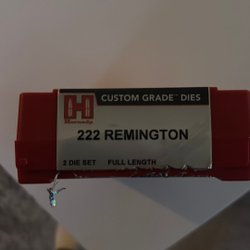 CUSTOM GRADE™ DIES
Hornady
222 REMINGTON
2 DIE SET FULL LENGTH